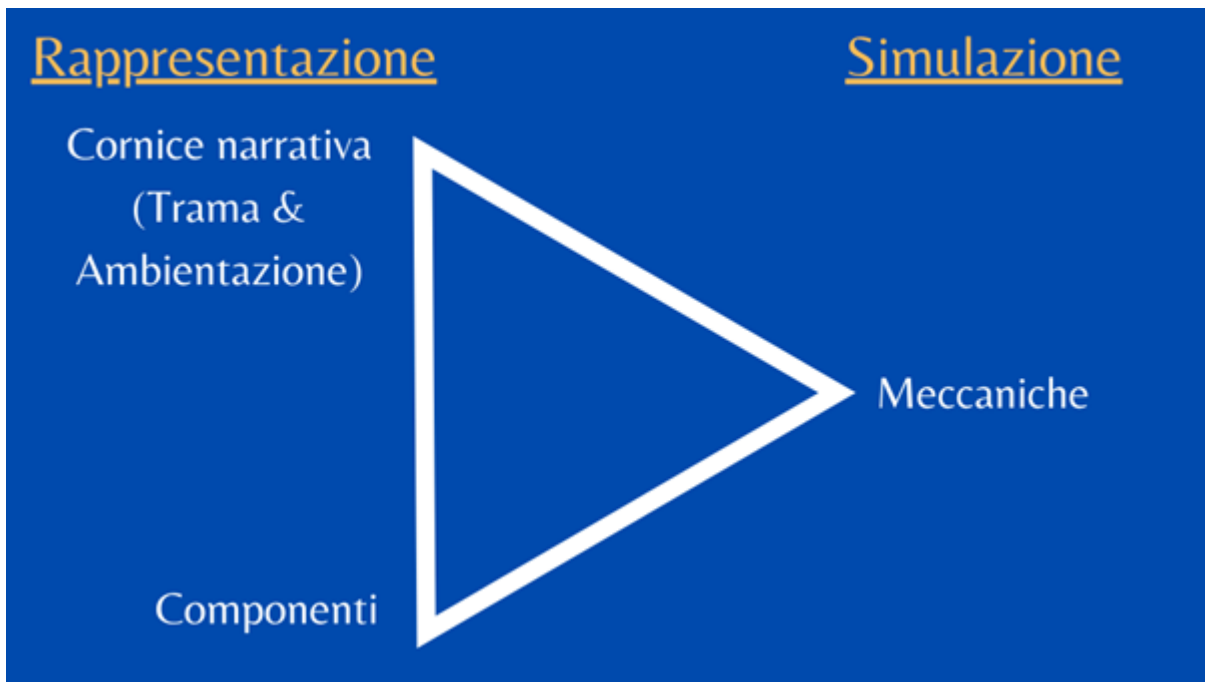 Rappresentazione
Simulazione
Cornice narrativa
(Trama &
Ambientazione)
Meccaniche
Componenti